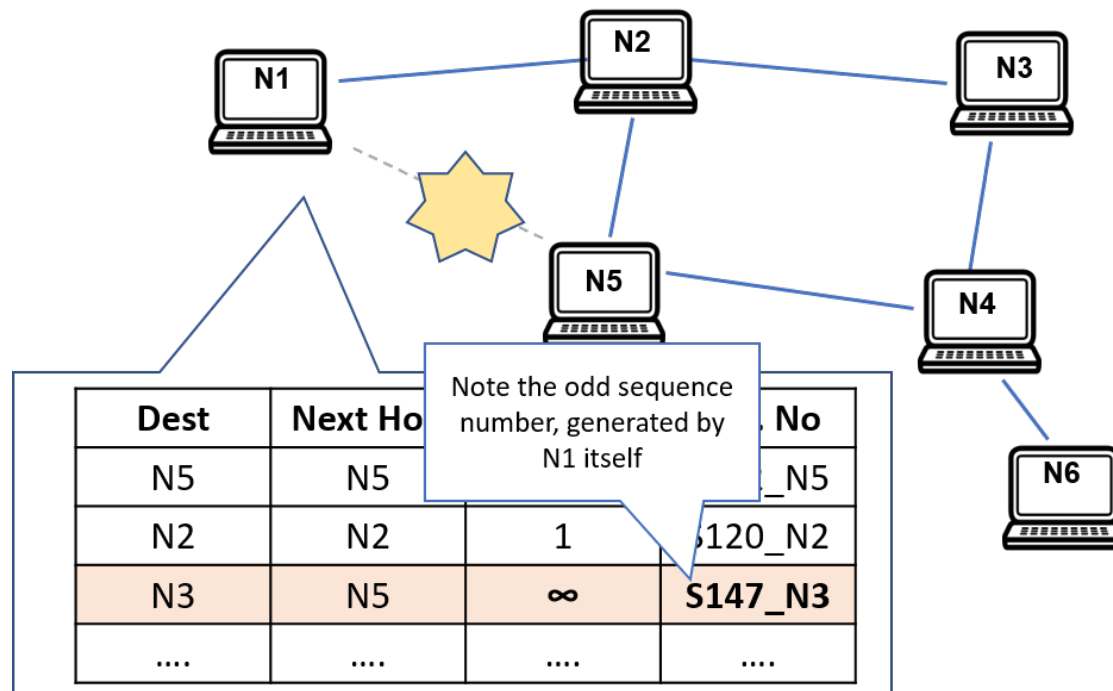 N2
N1
N3
N5
N4
N6
Note the odd sequence
number, generated by
N1 itself
Dest Next Ho No
N5 N5 _N5
N2 N2 1 S120_N2
N3 N5 ∞ S147_N3
.... .... .... ....